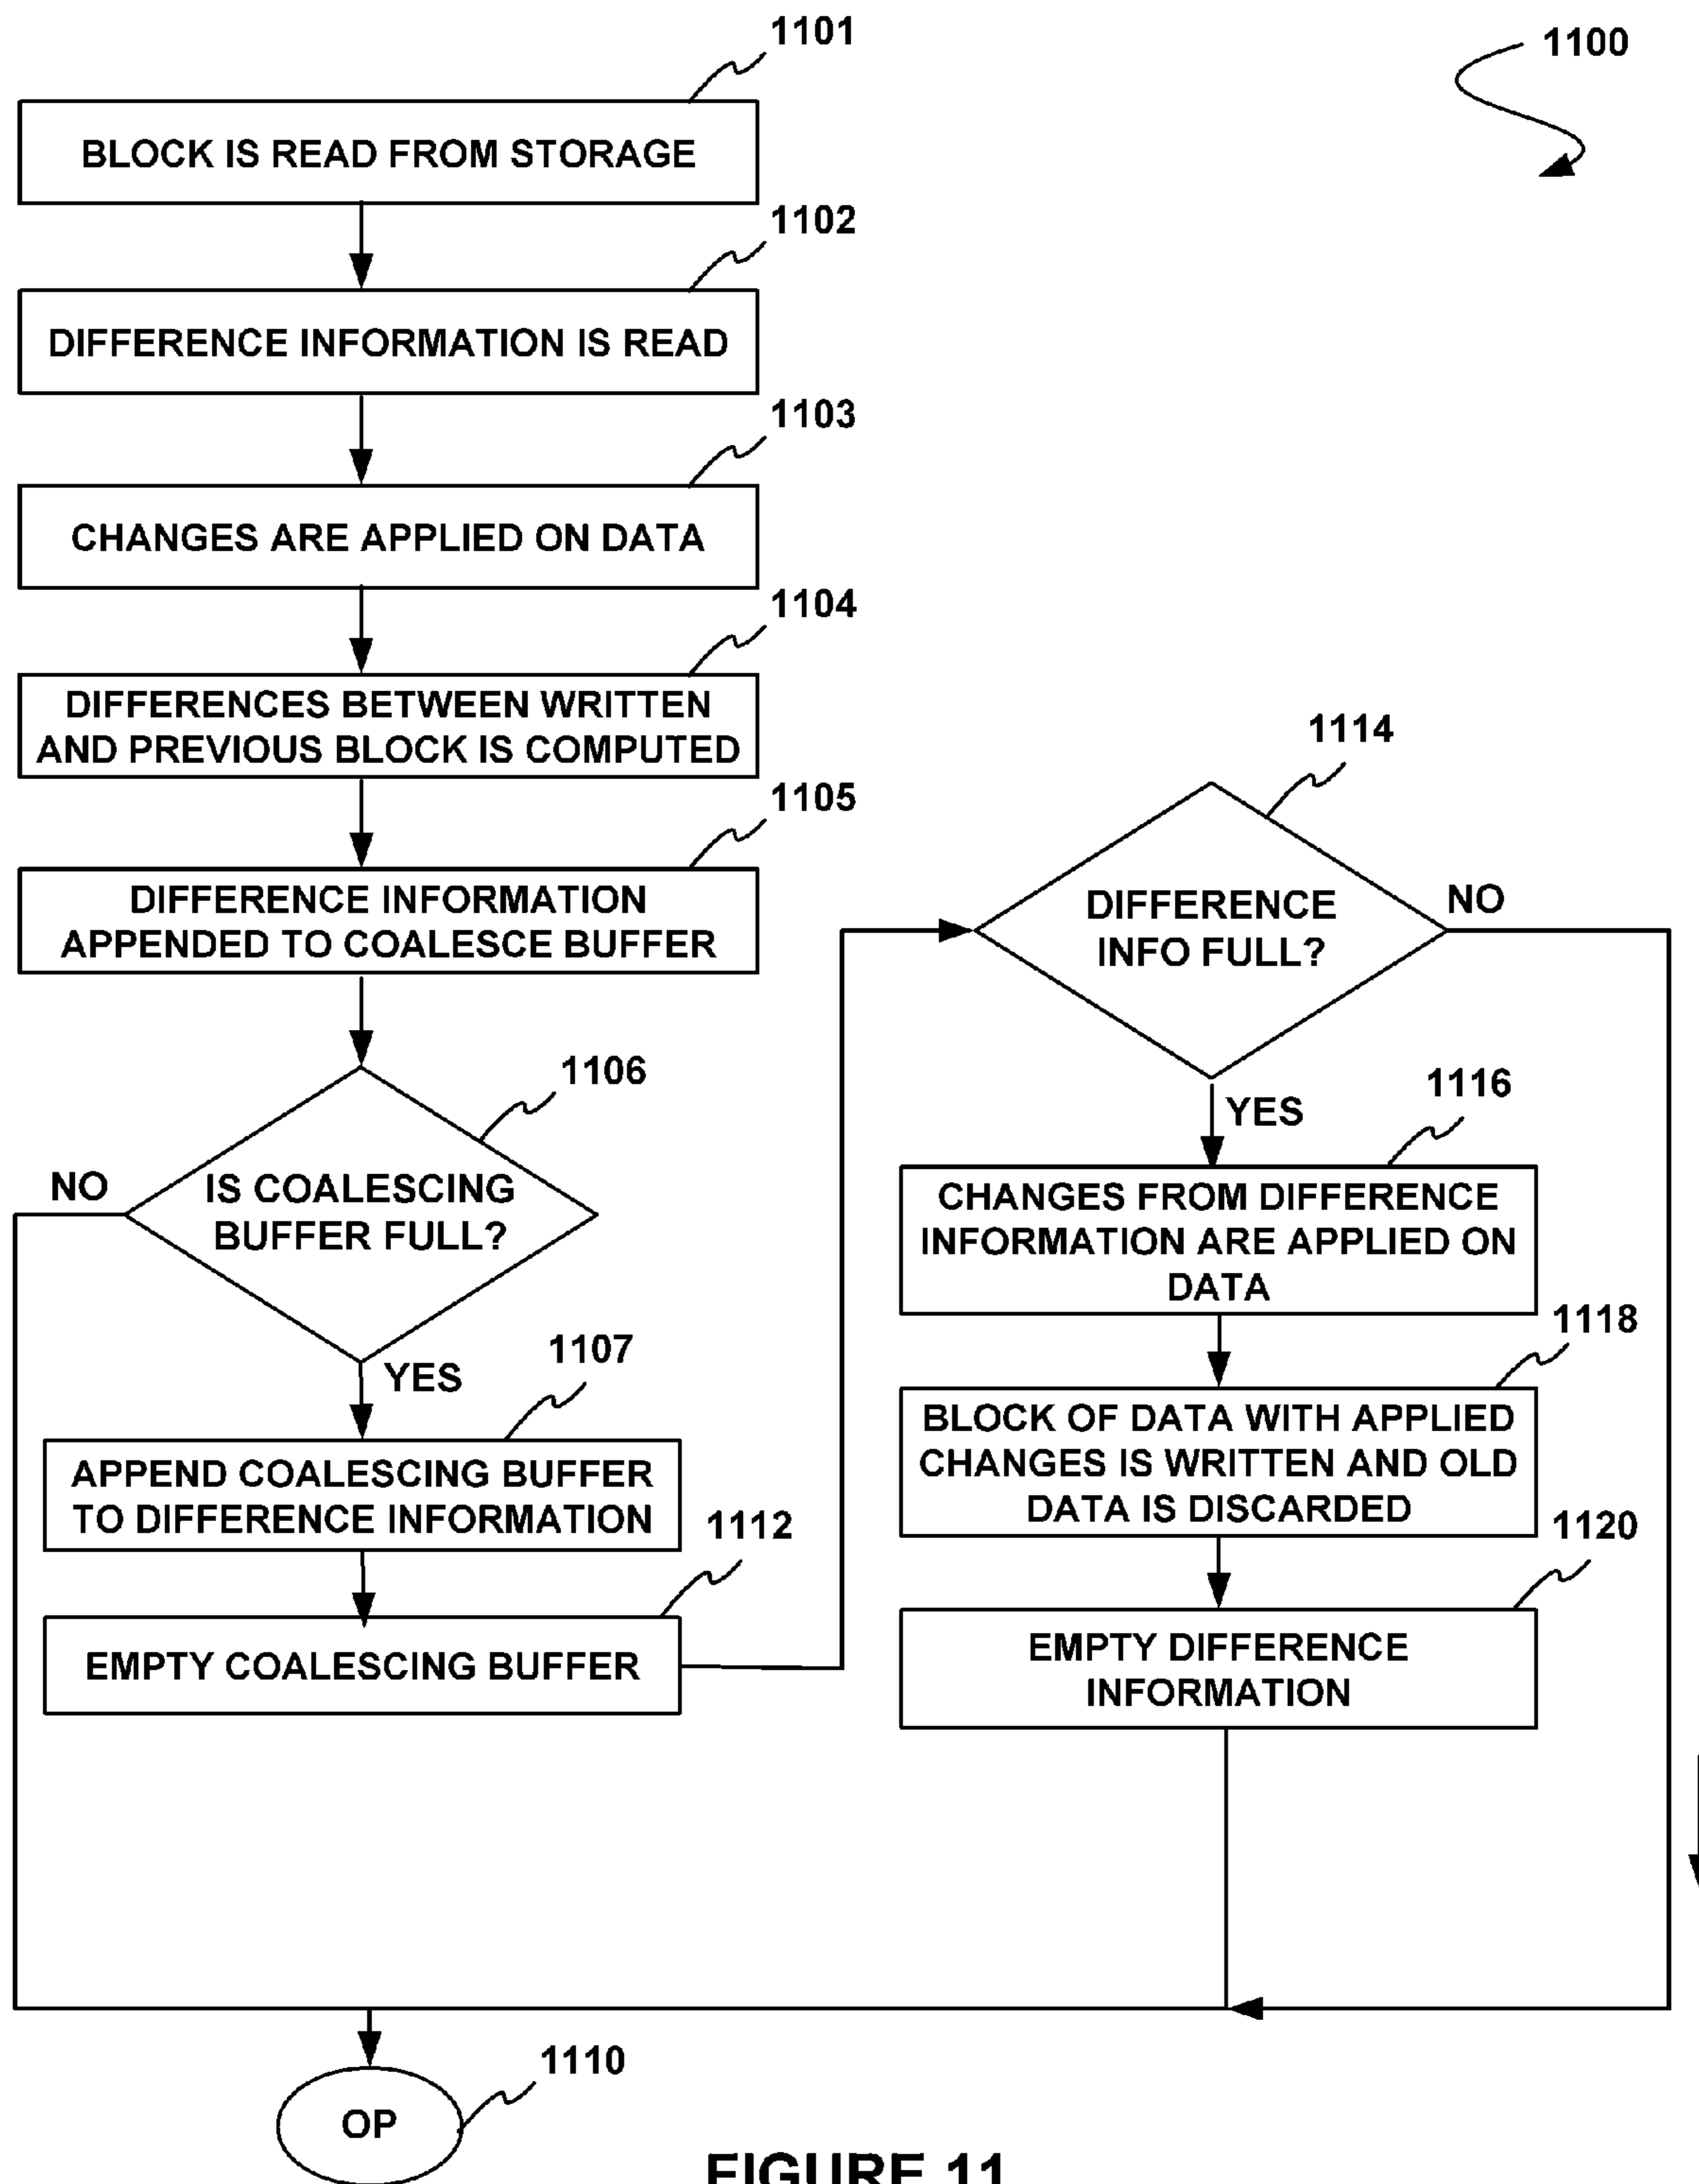 1101
1100
BLOCK IS READ FROM STORAGE
1102
DIFFERENCE INFORMATION IS READ
1103
CHANGES ARE APPLIED ON DATA
1104
DIFFERENCES BETWEEN WRITTEN
AND PREVIOUS BLOCK IS COMPUTED
1105
DIFFERENCE INFORMATION
APPENDED TO COALESCE BUFFER
1106
NO
IS COALESCING
BUFFER FULL?
YES
1107
APPEND COALESCING BUFFER
TO DIFFERENCE INFORMATION
1112
EMPTY COALESCING BUFFER
1114
DIFFERENCE
INFO FULL?
NO
YES
1116
CHANGES FROM DIFFERENCE
INFORMATION ARE APPLIED ON
DATA
1118
BLOCK OF DATA WITH APPLIED
CHANGES IS WRITTEN AND OLD
DATA IS DISCARDED
1120
EMPTY DIFFERENCE
INFORMATION
1110
OP
FIGURE 11